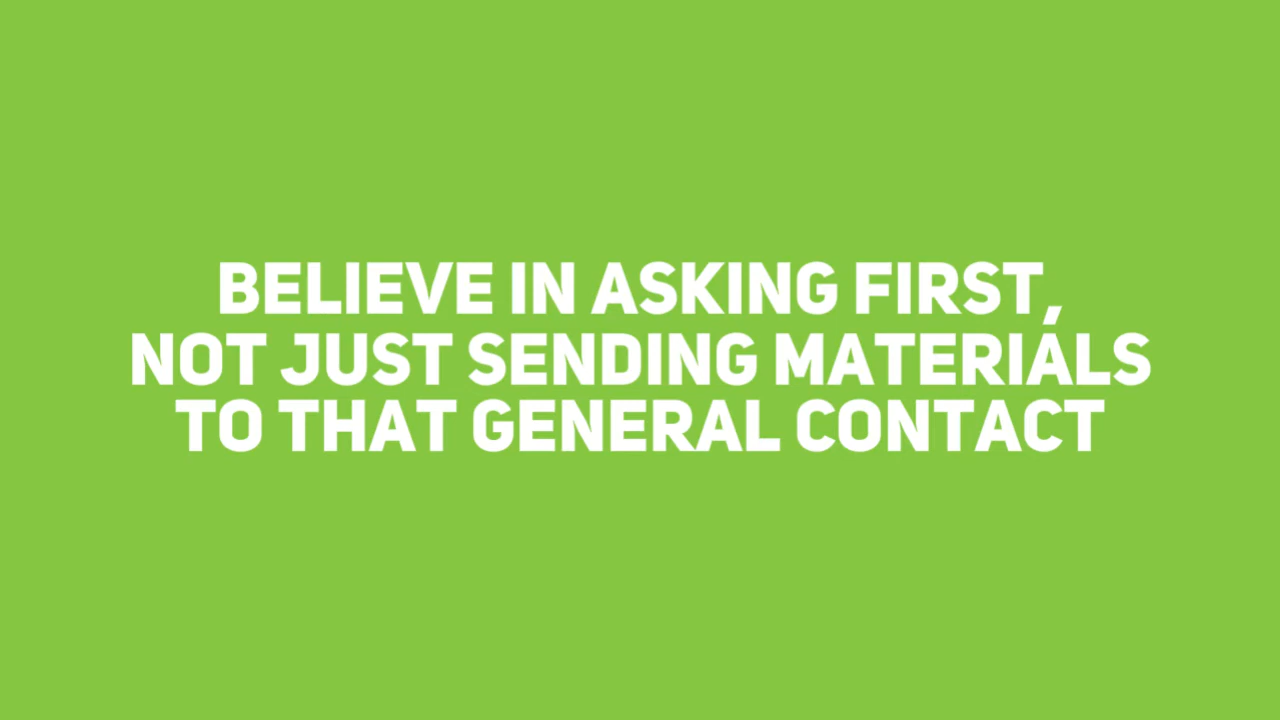 BELIEVE IN ASKING FIRST,
NOT JUST SENDING MATERIALS
TO THAT GENERAL CONTACT